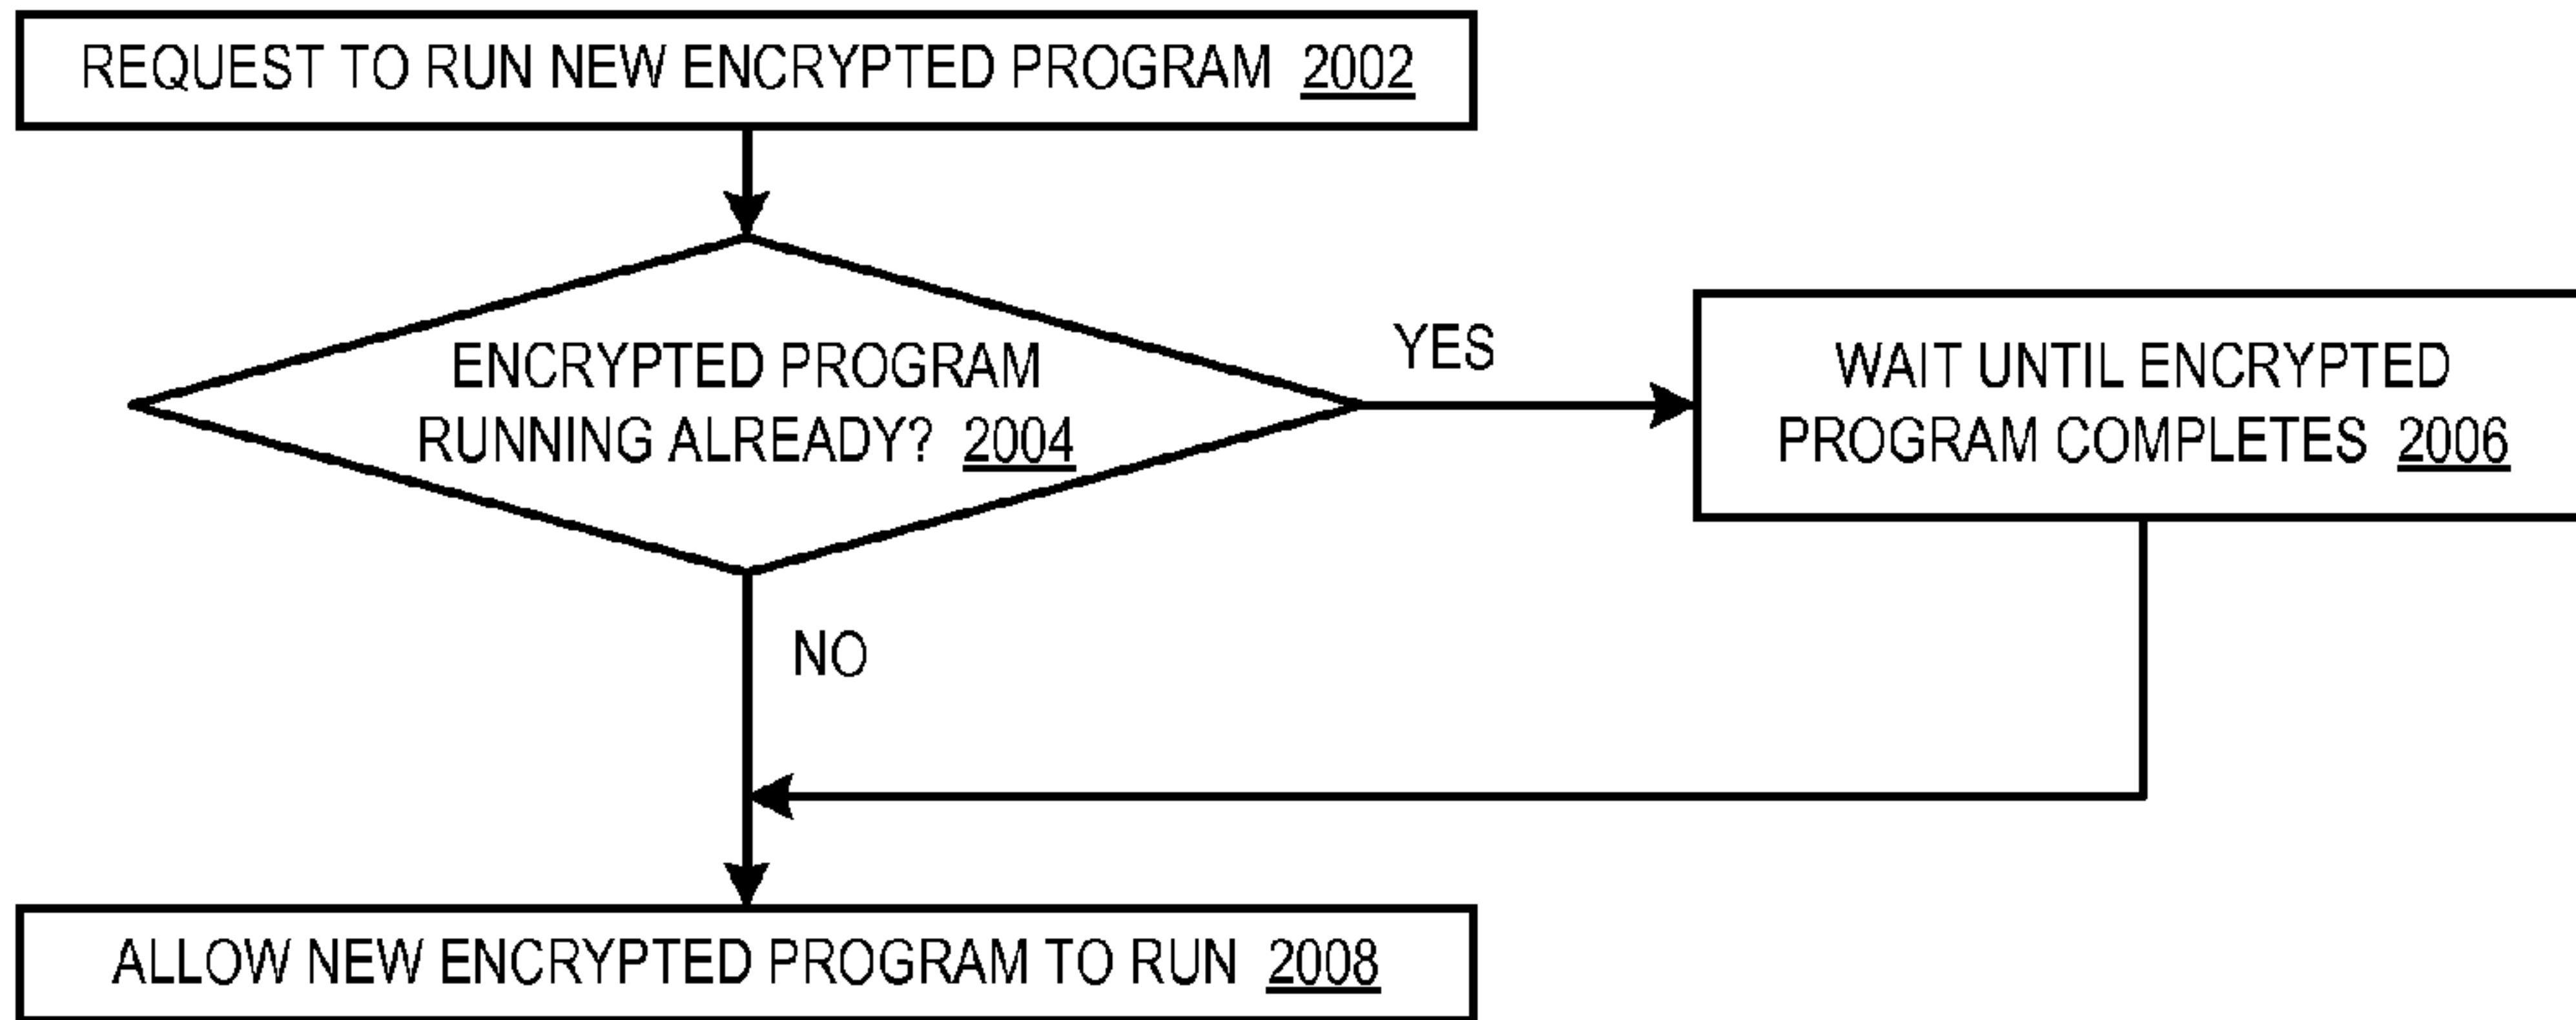 REQUEST TO RUN NEW ENCRYPTED PROGRAM 2002
ENCRYPTED PROGRAM
RUNNING ALREADY? 2004
YES
WAIT UNTIL ENCRYPTED
PROGRAM COMPLETES 2006
NO
ALLOW NEW ENCRYPTED PROGRAM TO RUN 2008